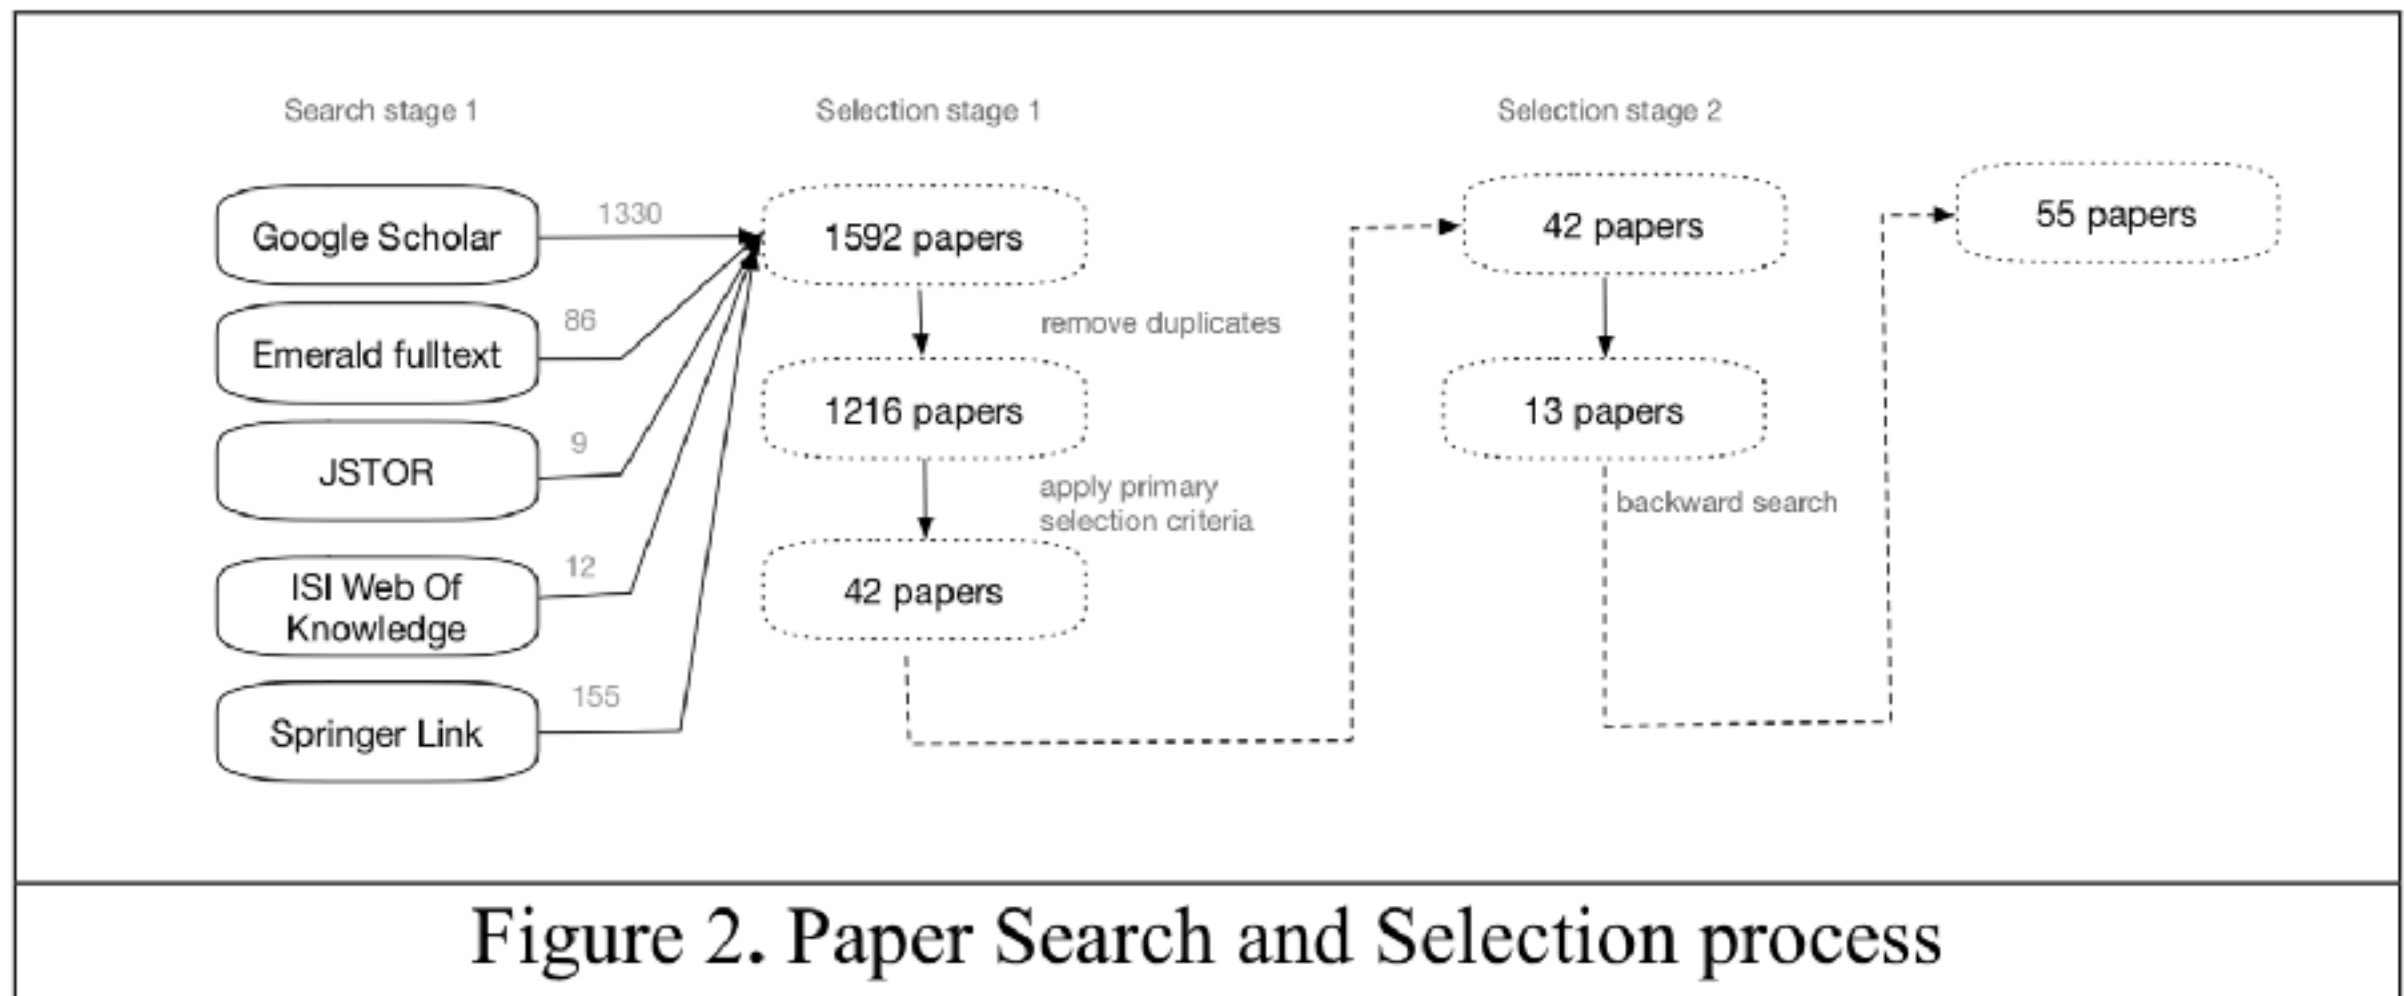 Search stage 1
Selection stage 1
Selection stage 2
Google Scholar
1330
Emerald fulltext
86
JSTOR
9
ISI Web Of
Knowledge
12
Springer Link
155
1592 papers
remove duplicates
1216 papers
apply primary
selection criteria
42 papers
42 papers
13 papers
backward search
55 papers
Figure 2. Paper Search and Selection process